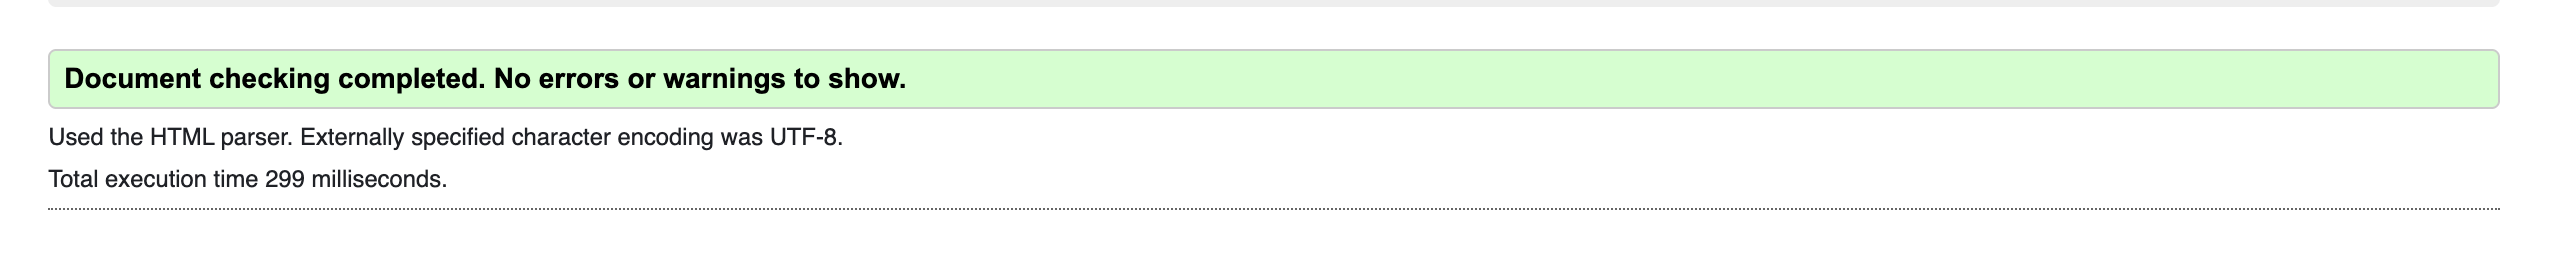 Document checking completed. No errors or warnings to show.
Used the HTML parser. Externally specified character encoding was UTF-8.
Total execution time 299 milliseconds.